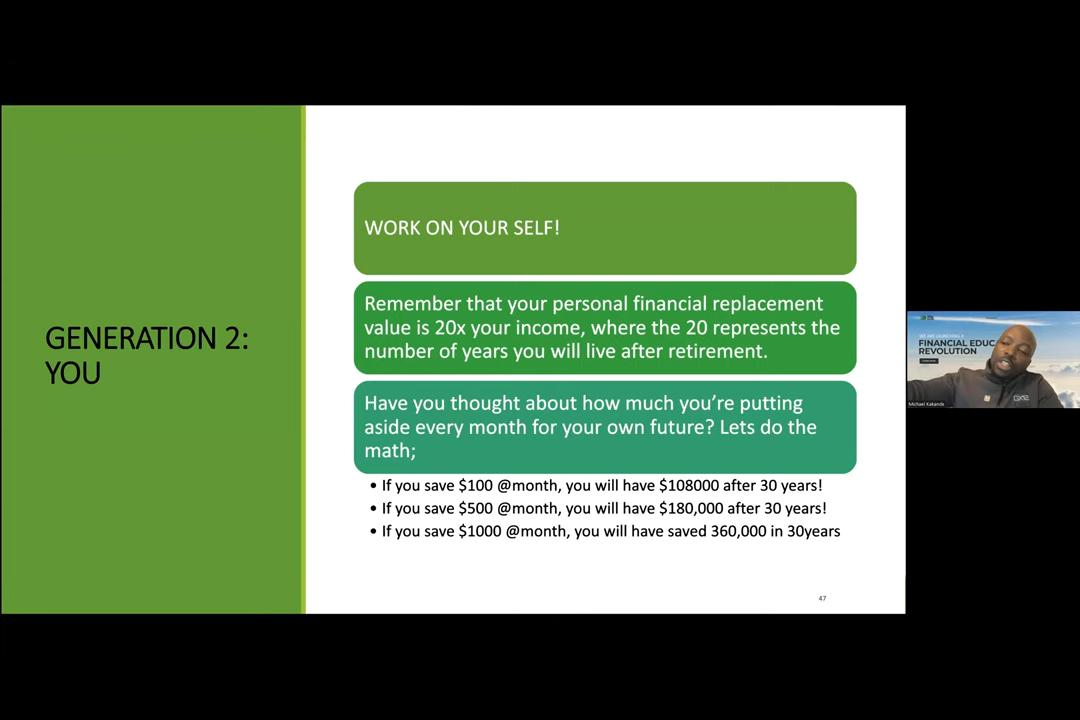 GENERATION 2:
YOU
WORK ON YOUR SELF!
Remember that your personal financial replacement
value is 20x your income, where the 20 represents the
number of years you will live after retirement.
Have you thought about how much you’re putting
aside every month for your own future? Lets do the
math;
• If you save $100 @month, you will have $108000 after 30 years!
• If you save $500 @month, you will have $180,000 after 30 years!
• If you save $1000 @month, you will have saved 360,000 in 30years
47
FINANCIAL EDUC
REVOLUTION
Michael Kakande